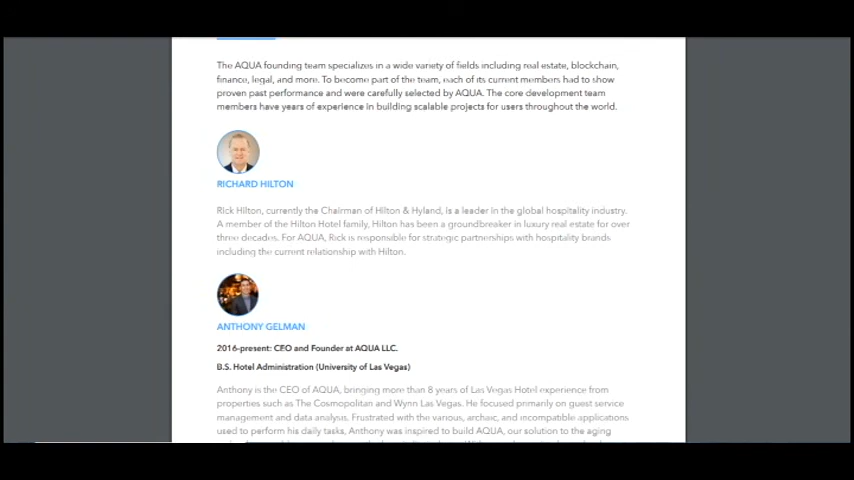 The AQUA founding team specializes in a wide variety of fields including real estate, blockchain,
finance, legal, and more. To become part of the team, each of its current members had to show
proven past performance and were carefully selected by AQUA. The core development team
members have years of experience in building scalable projects for users throughout the world.
RICHARD HILTON
Rick Hilton, currently the Chairman of Hilton & Hyland, is a leader in the global hospitality industry.
A member of the Hilton Hotel family, Hilton has been a groundbreaker in luxury real estate for over
three decades. For AQUA, Rick is responsible for strategic partnerships with hospitality brands
including the current relationship with Hilton.
ANTHONY GELMAN
2016-present: CEO and Founder at AQUA LLC.
B.S. Hotel Administration (University of Las Vegas)
Anthony is the CEO of AQUA, bringing more than 8 years of Las Vegas Hotel experience from
properties such as The Cosmopolitan and Wynn Las Vegas. He focused primarily on guest service
management and data analysis. Frustrated with the various, archaic, and incompatible applications
used to perform his daily tasks, Anthony was inspired to build AQUA, our solution to the aging